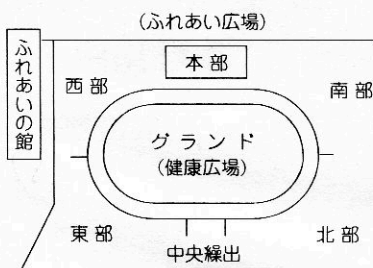 (ふれあい広場)
ふれあいの館
本部
西部
南部
グランド
(健康広場)
東部
北部
中央繰出